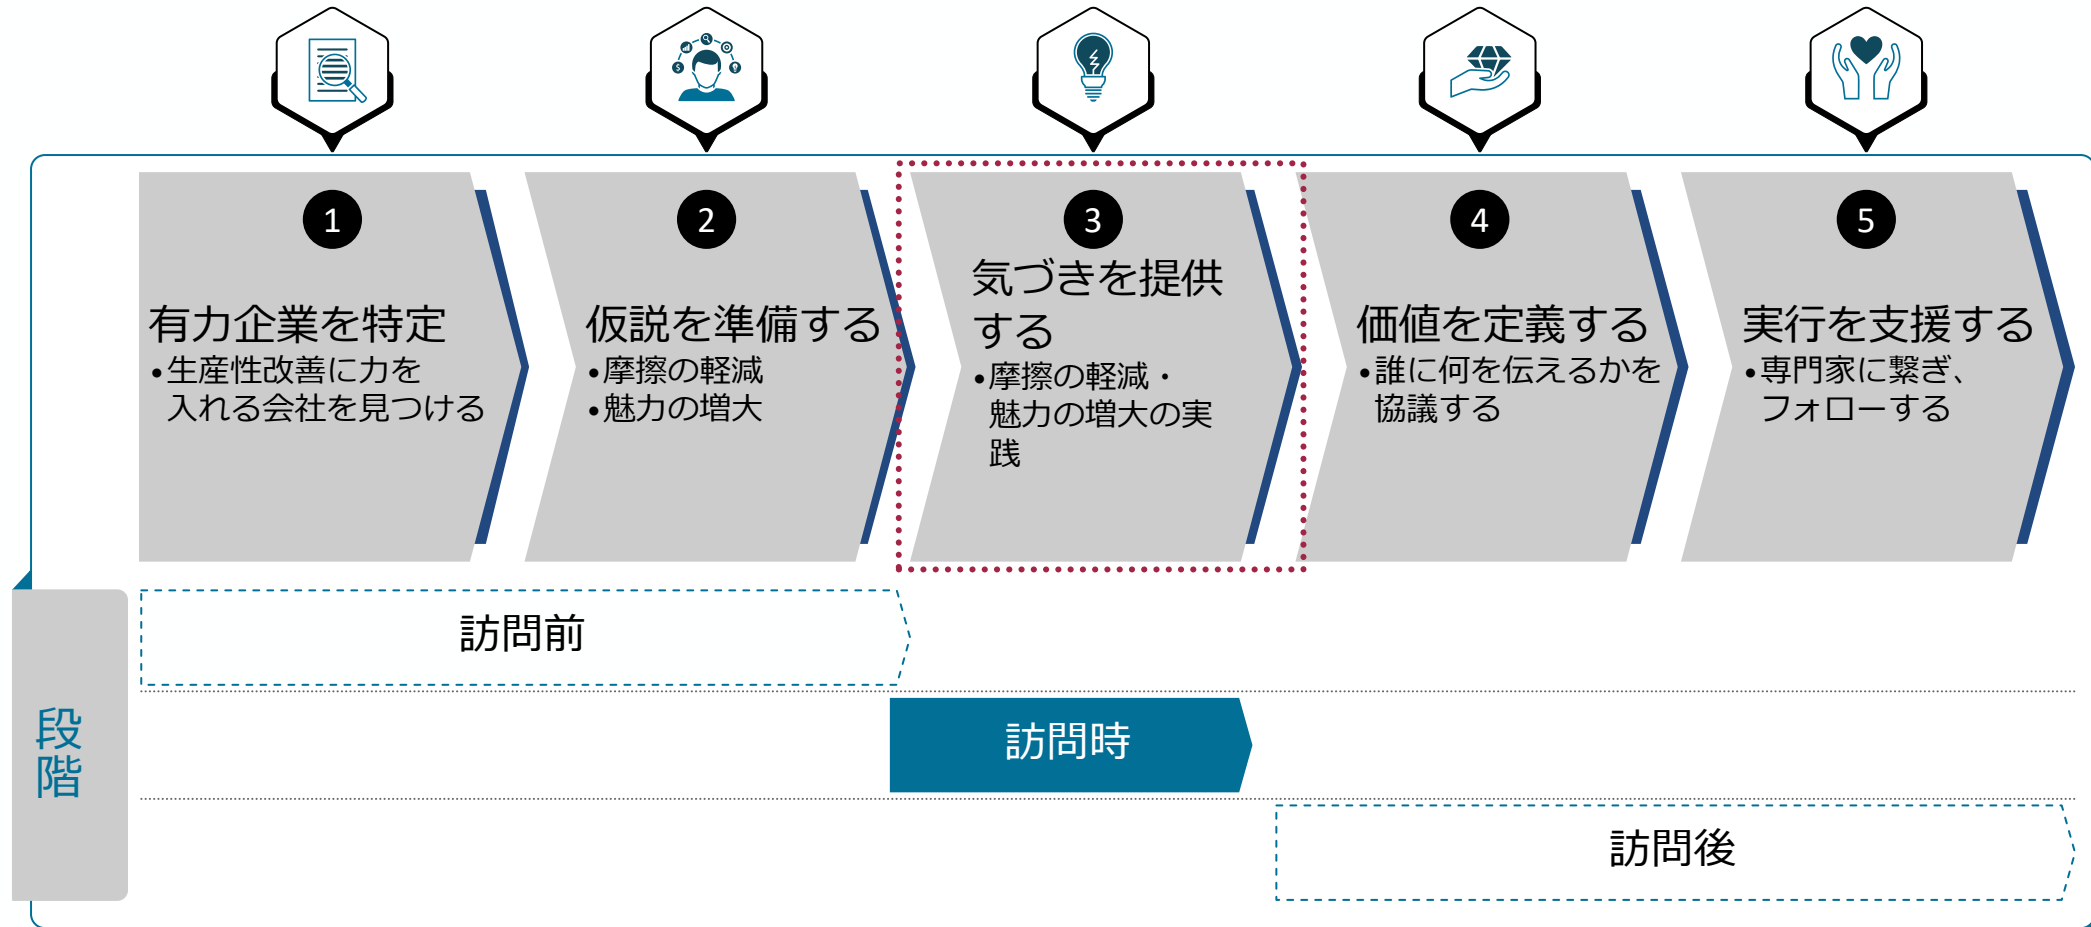 1
有力企業を特定
•生産性改善に力を
入れる会社を見つける
2
仮説を準備する
•摩擦の軽減
•魅力の増大
3
気づきを提供
する
•摩擦の軽減・
魅力の増大の実
践
4
価値を定義する
•誰に何を伝えるかを
協議する
5
実行を支援する
•専門家に繋ぎ、
フォローする
段階
訪問前
訪問時
訪問後